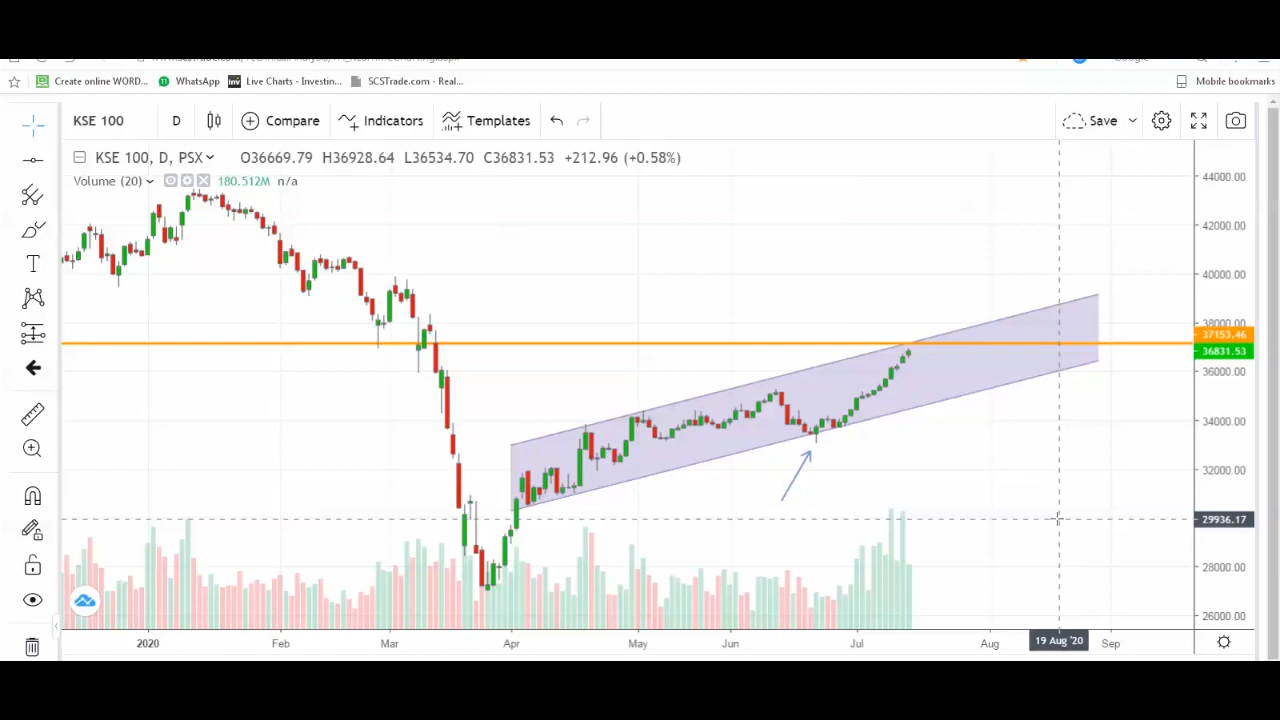 Create online WORD... WhatsApp Live Charts - Investin... SCSTrade.com - Real... Mobile bookmarks
KSE 100 D Compare Indicators Templates Save
KSE 100, D, PSX O36669.79 H36928.64 L36534.70 C36831.53 +212.96 (+0.58%)
Volume (20) 180.512M n/a
44000.00
42000.00
40000.00
38000.00
37153.46
36831.53
36000.00
34000.00
32000.00
29936.17
28000.00
26000.00
2020 Feb Mar Apr May Jun Jul Aug 19 Aug '20 Sep